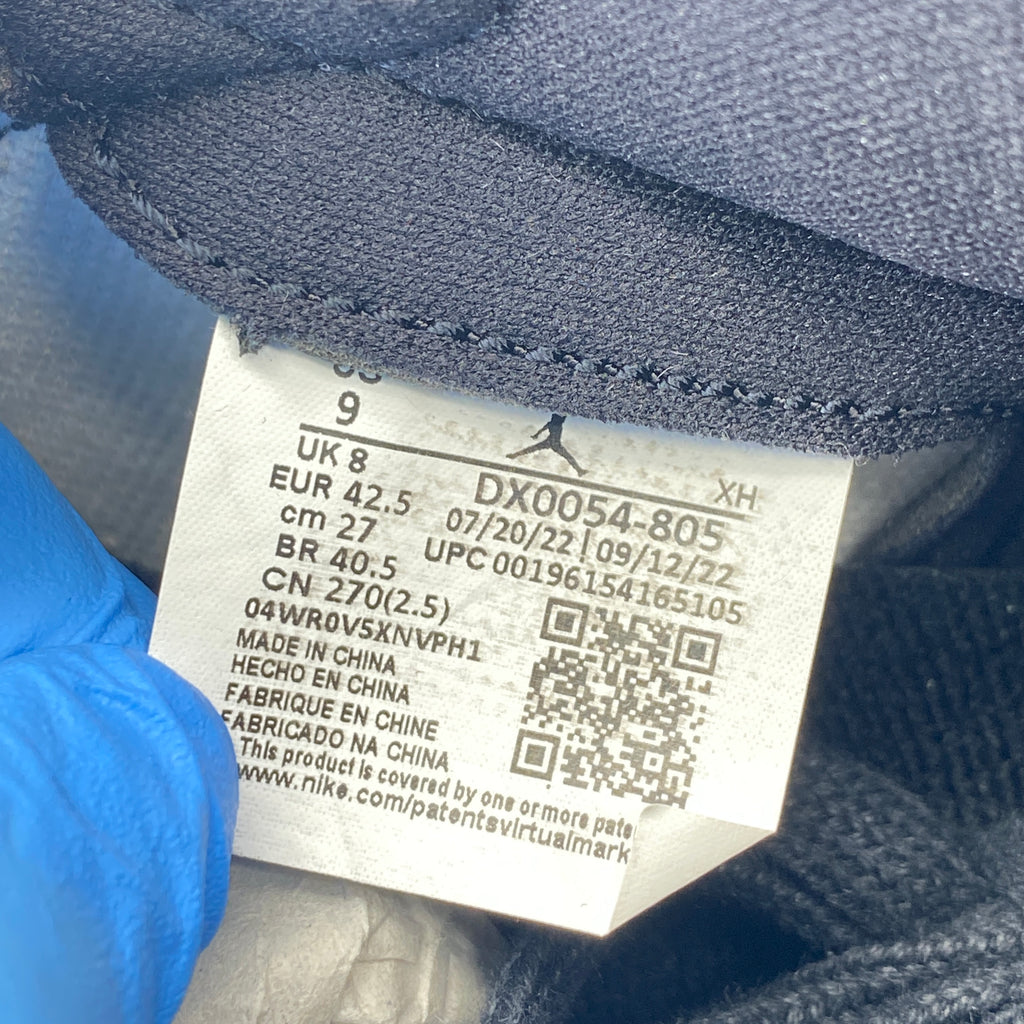 9
UK 8
EUR 42.5
cm 27
BR 40.5
CN 270(2.5)
04WR0V5XNVPH1
MADE IN CHINA
HECHO EN CHINA
FABRIQUE EN CHINE
FABRICADO NA CHINA
This product is covered by one or more
www.nike.com/patentsvirtualmark
XH
DX0054-805
07/20/22 | 09/12/22
UPC 00196154165105